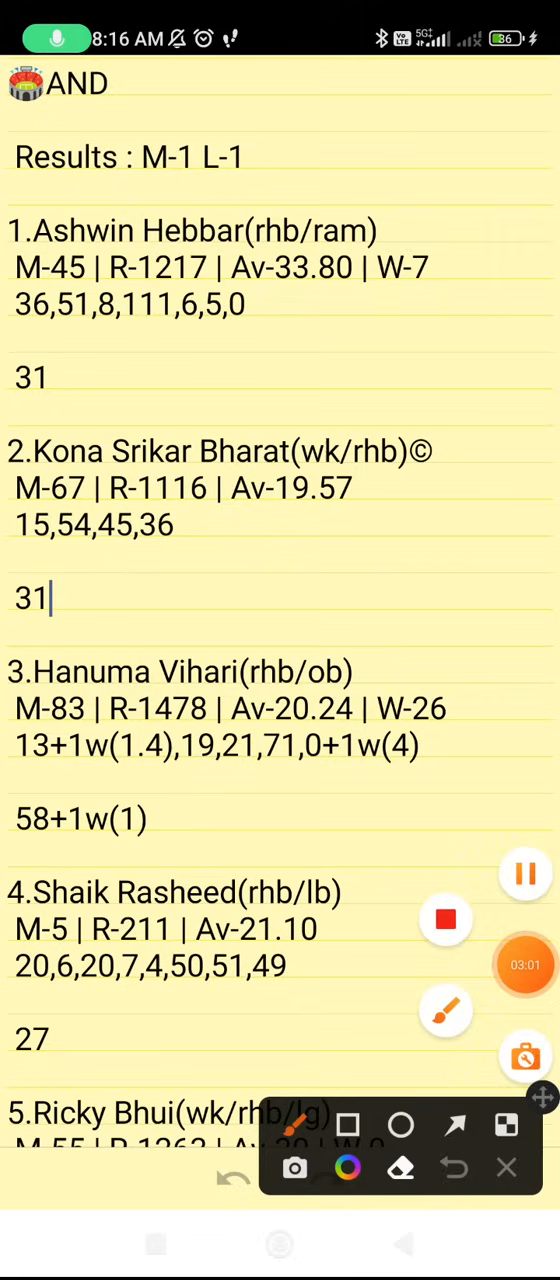 8:16 AM
Vo LTE 5G+ 36
AND
Results : M-1 L-1
1.Ashwin Hebbar(rhb/ram)
M-45 | R-1217 | Av-33.80 | W-7
36,51,8,111,6,5,0
31
2.Kona Srikar Bharat(wk/rhb)©
M-67 | R-1116 | Av-19.57
15,54,45,36
31
3.Hanuma Vihari(rhb/ob)
M-83 | R-1478 | Av-20.24 | W-26
13+1w(1.4),19,21,71,0+1w(4)
58+1w(1)
4.Shaik Rasheed(rhb/lb)
M-5 | R-211 | Av-21.10
20,6,20,7,4,50,51,49
27
03:01
5.Ricky Bhui(wk/rhb/lg)